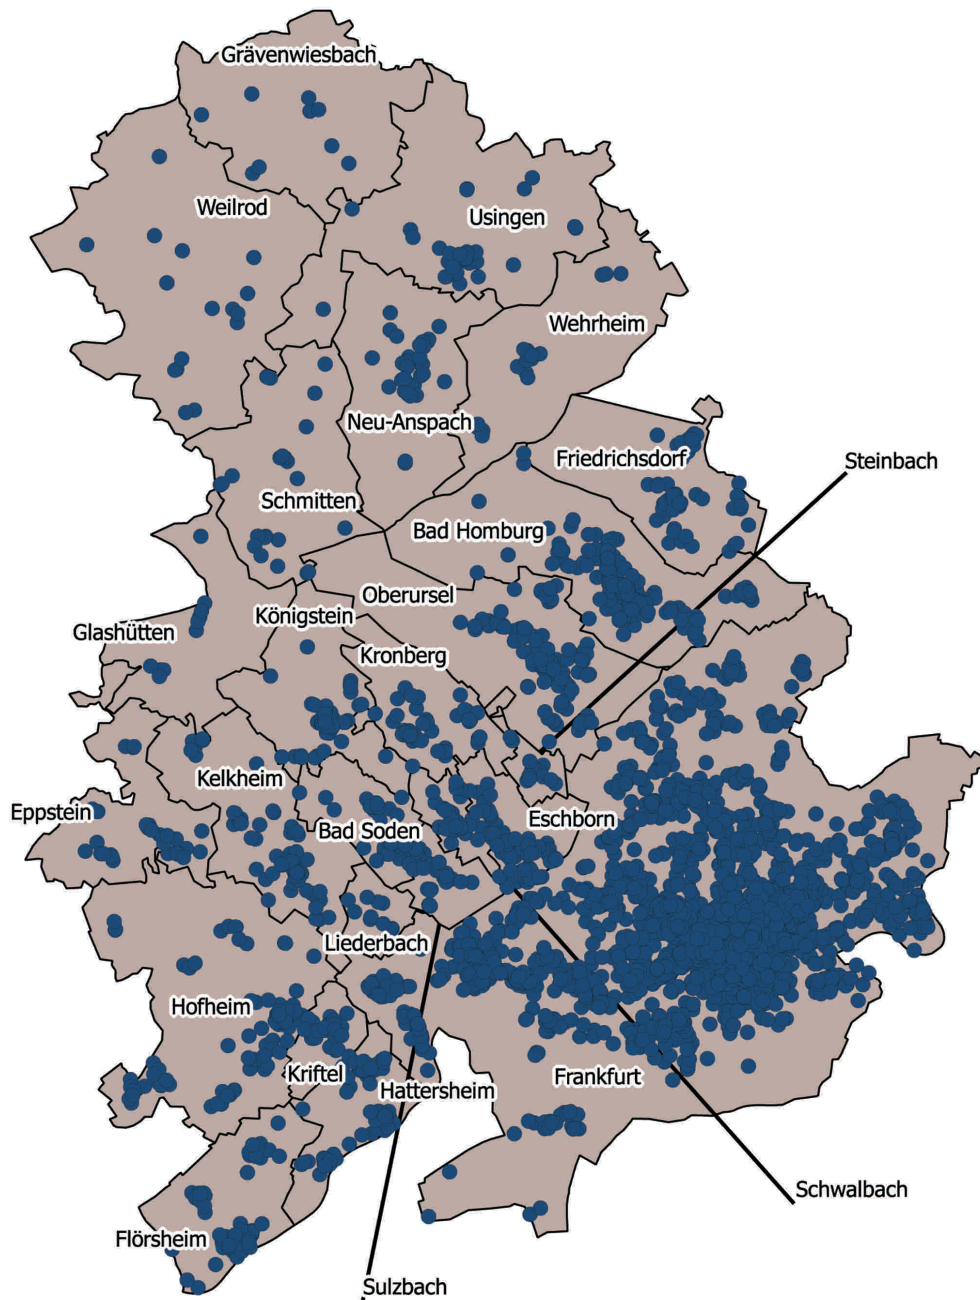 Grävenwiesbach
Weilrod
Usingen
Wehrheim
Neu-Anspach
Friedrichsdorf
Steinbach
Schmitten
Bad Homburg
Oberursel
Königstein
Glashütten
Kronberg
Kelkheim
Eppstein
Bad Soden
Eschborn
Liederbach
Hofheim
Kriftel
Hattersheim
Frankfurt
Schwalbach
Flörsheim
Sulzbach